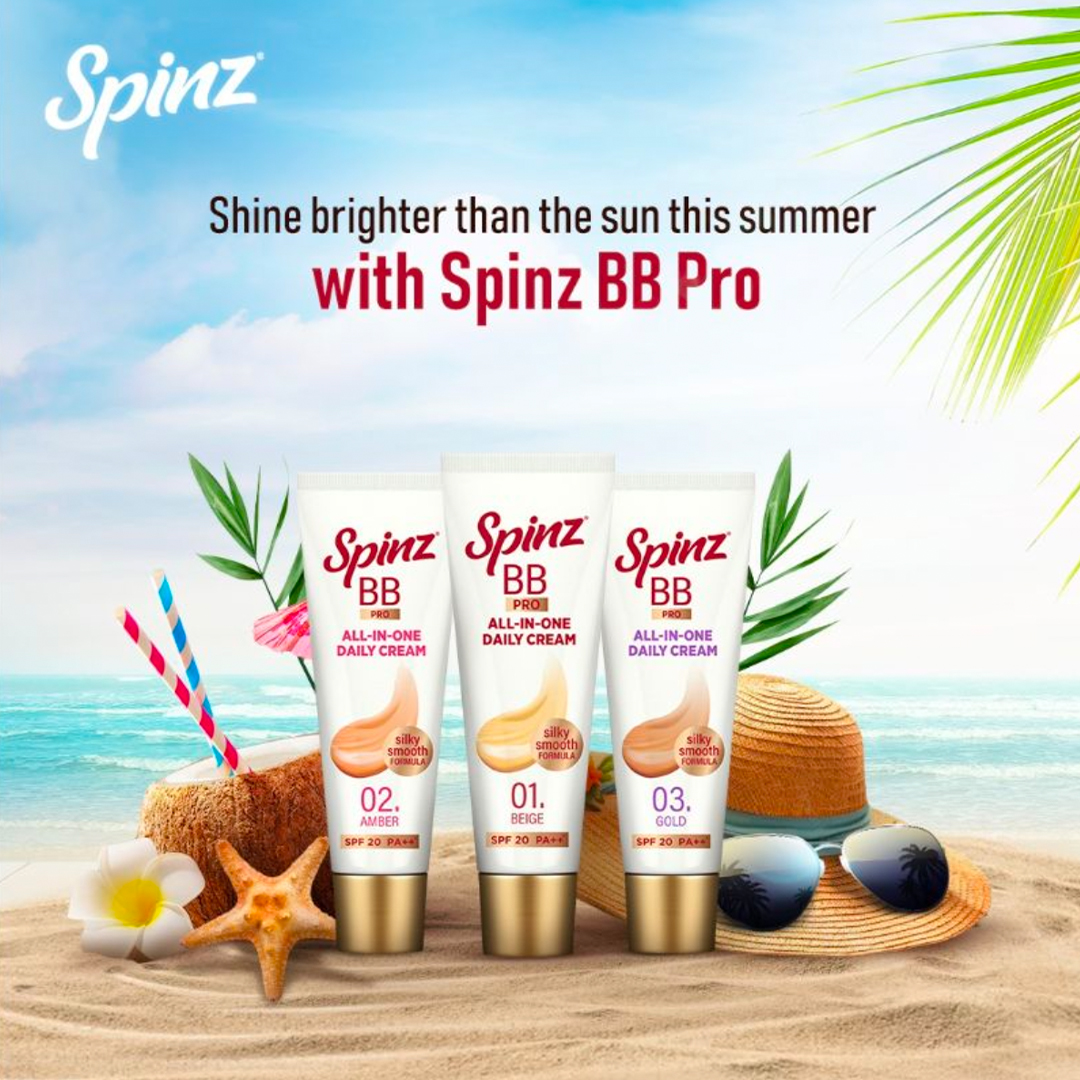 Spinz
Shine brighter than the sun this summer
with Spinz BB Pro
Spinz
BB
PRO
ALL-IN-ONE
DAILY CREAM
silky
smooth
FORMULA
02.
AMBER
SPF 20 PA++
Spinz
BB
PRO
ALL-IN-ONE
DAILY CREAM
silky
smooth
FORMULA
01.
BEIGE
SPF 20 PA++
Spinz
BB
PRO
ALL-IN-ONE
DAILY CREAM
silky
smooth
FORMULA
03.
GOLD
SPF 20 PA++